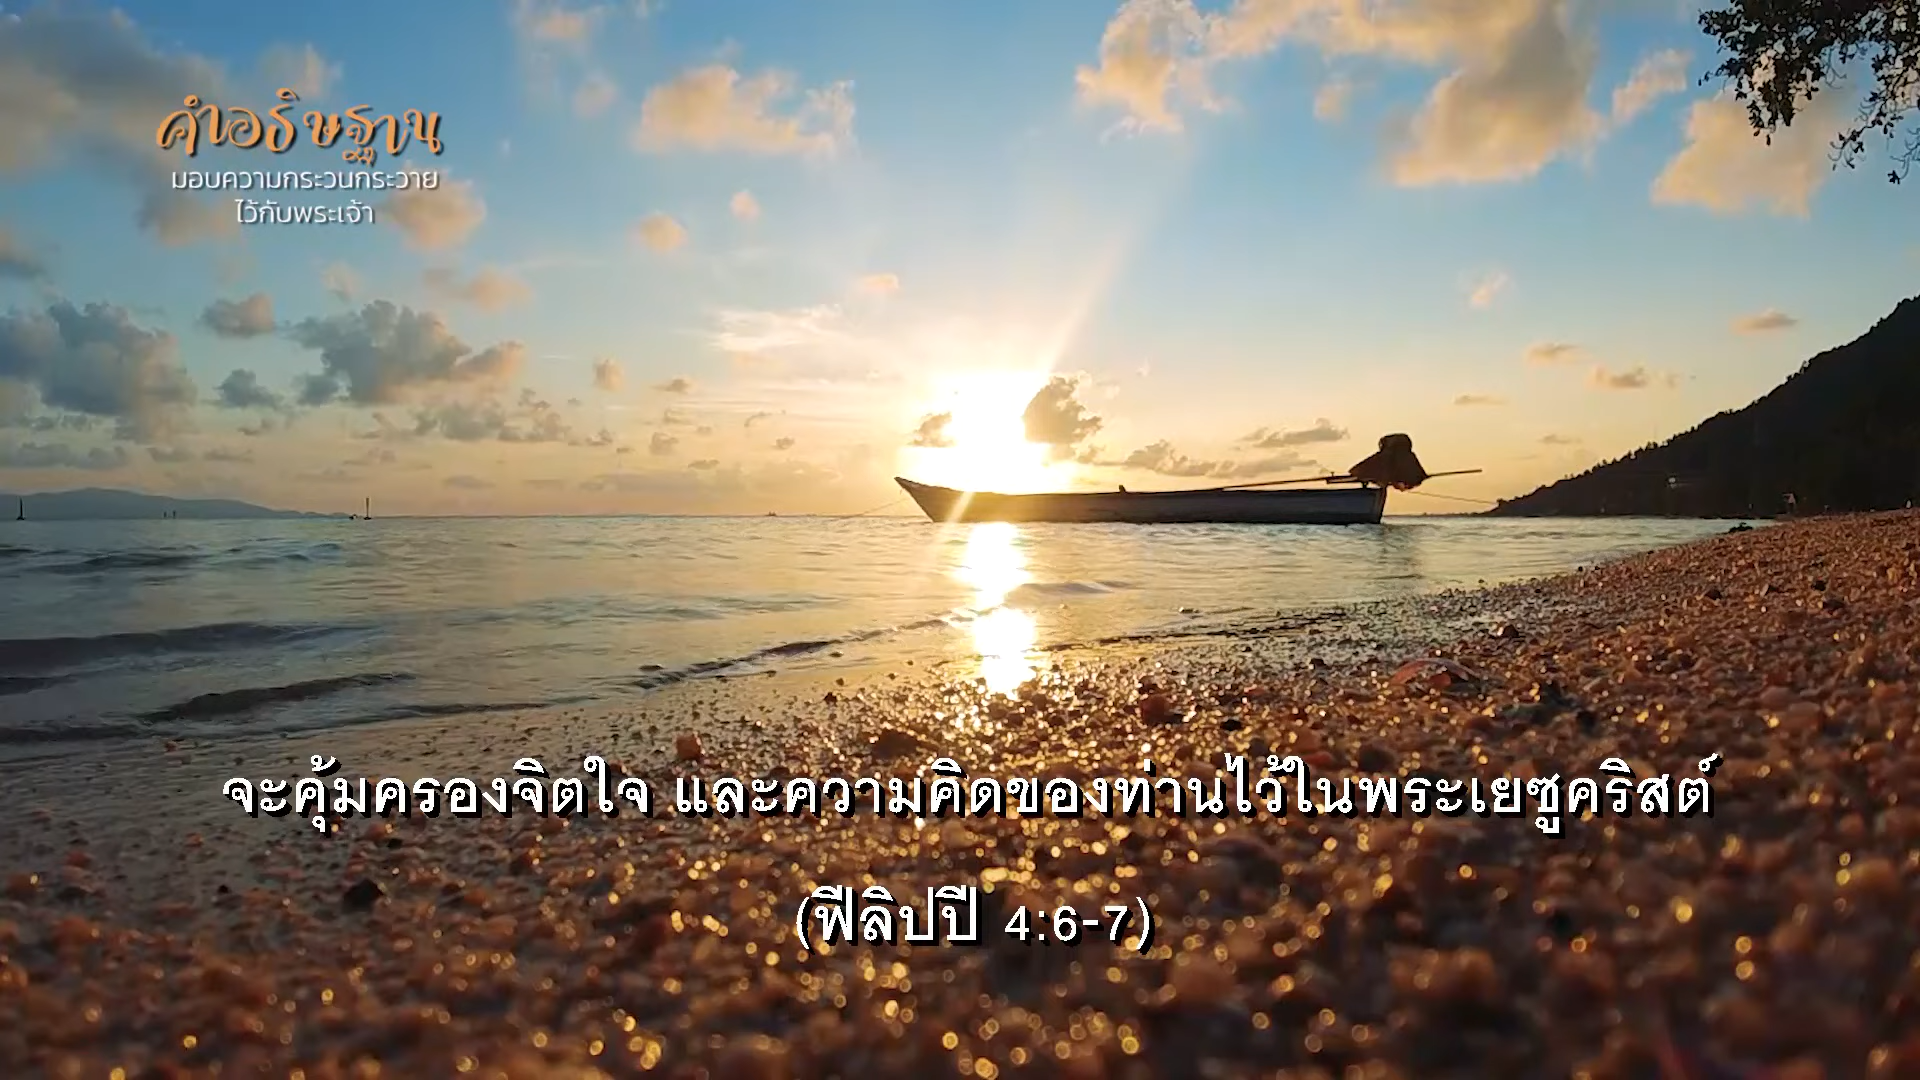 คำอธิษฐาน
มอบความกระวนกระวาย
ไว้กับพระเจ้า
จะคุ้มครองจิตใจ และความคิดของท่านไว้ในพระเยซูคริสต์
(ฟีลิปปี 4:6-7)